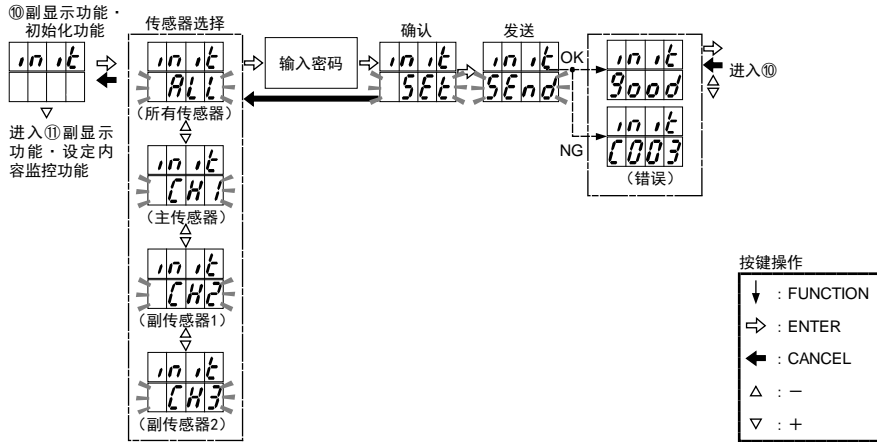 ⑩副显示功能・
初始化功能
init
进入⑪副显示
功能・设定内
容监控功能
传感器选择
init
ALL
(所有传感器)
init
CH1
(主传感器)
init
CH2
(副传感器1)
init
CH3
(副传感器2)
输入密码
确认
init
SEt
发送
init
SEnd
OK
NG
init
good
init
C003
(错误)
进入⑩
按键操作
：FUNCTION
：ENTER
：CANCEL
：－
：＋